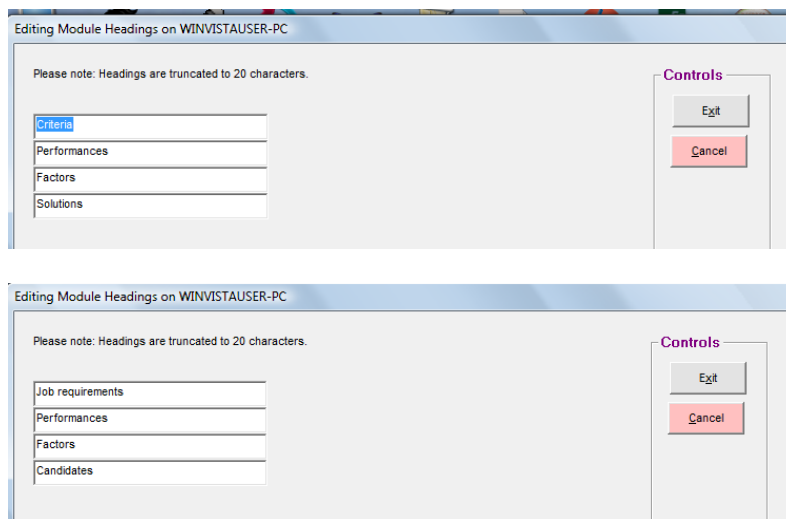 Editing Module Headings on WINVISTAUSER-PC
Please note: Headings are truncated to 20 characters.
Controls
Exit
Criteria
Performances
Cancel
Factors
Solutions
Editing Module Headings on WINVISTAUSER-PC
Please note: Headings are truncated to 20 characters.
Controls
Exit
Job requirements
Performances
Cancel
Factors
Candidates